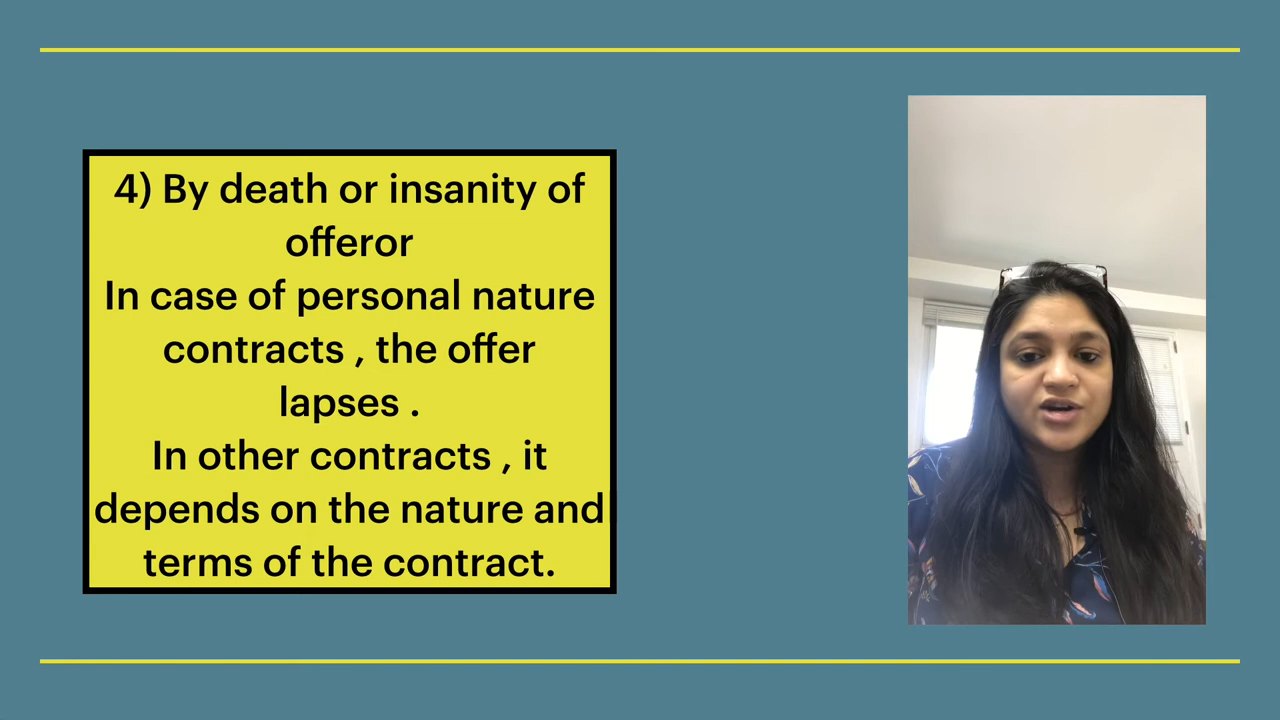 4) By death or insanity of
offeror
In case of personal nature
contracts , the offer
lapses .
In other contracts , it
depends on the nature and
terms of the contract.